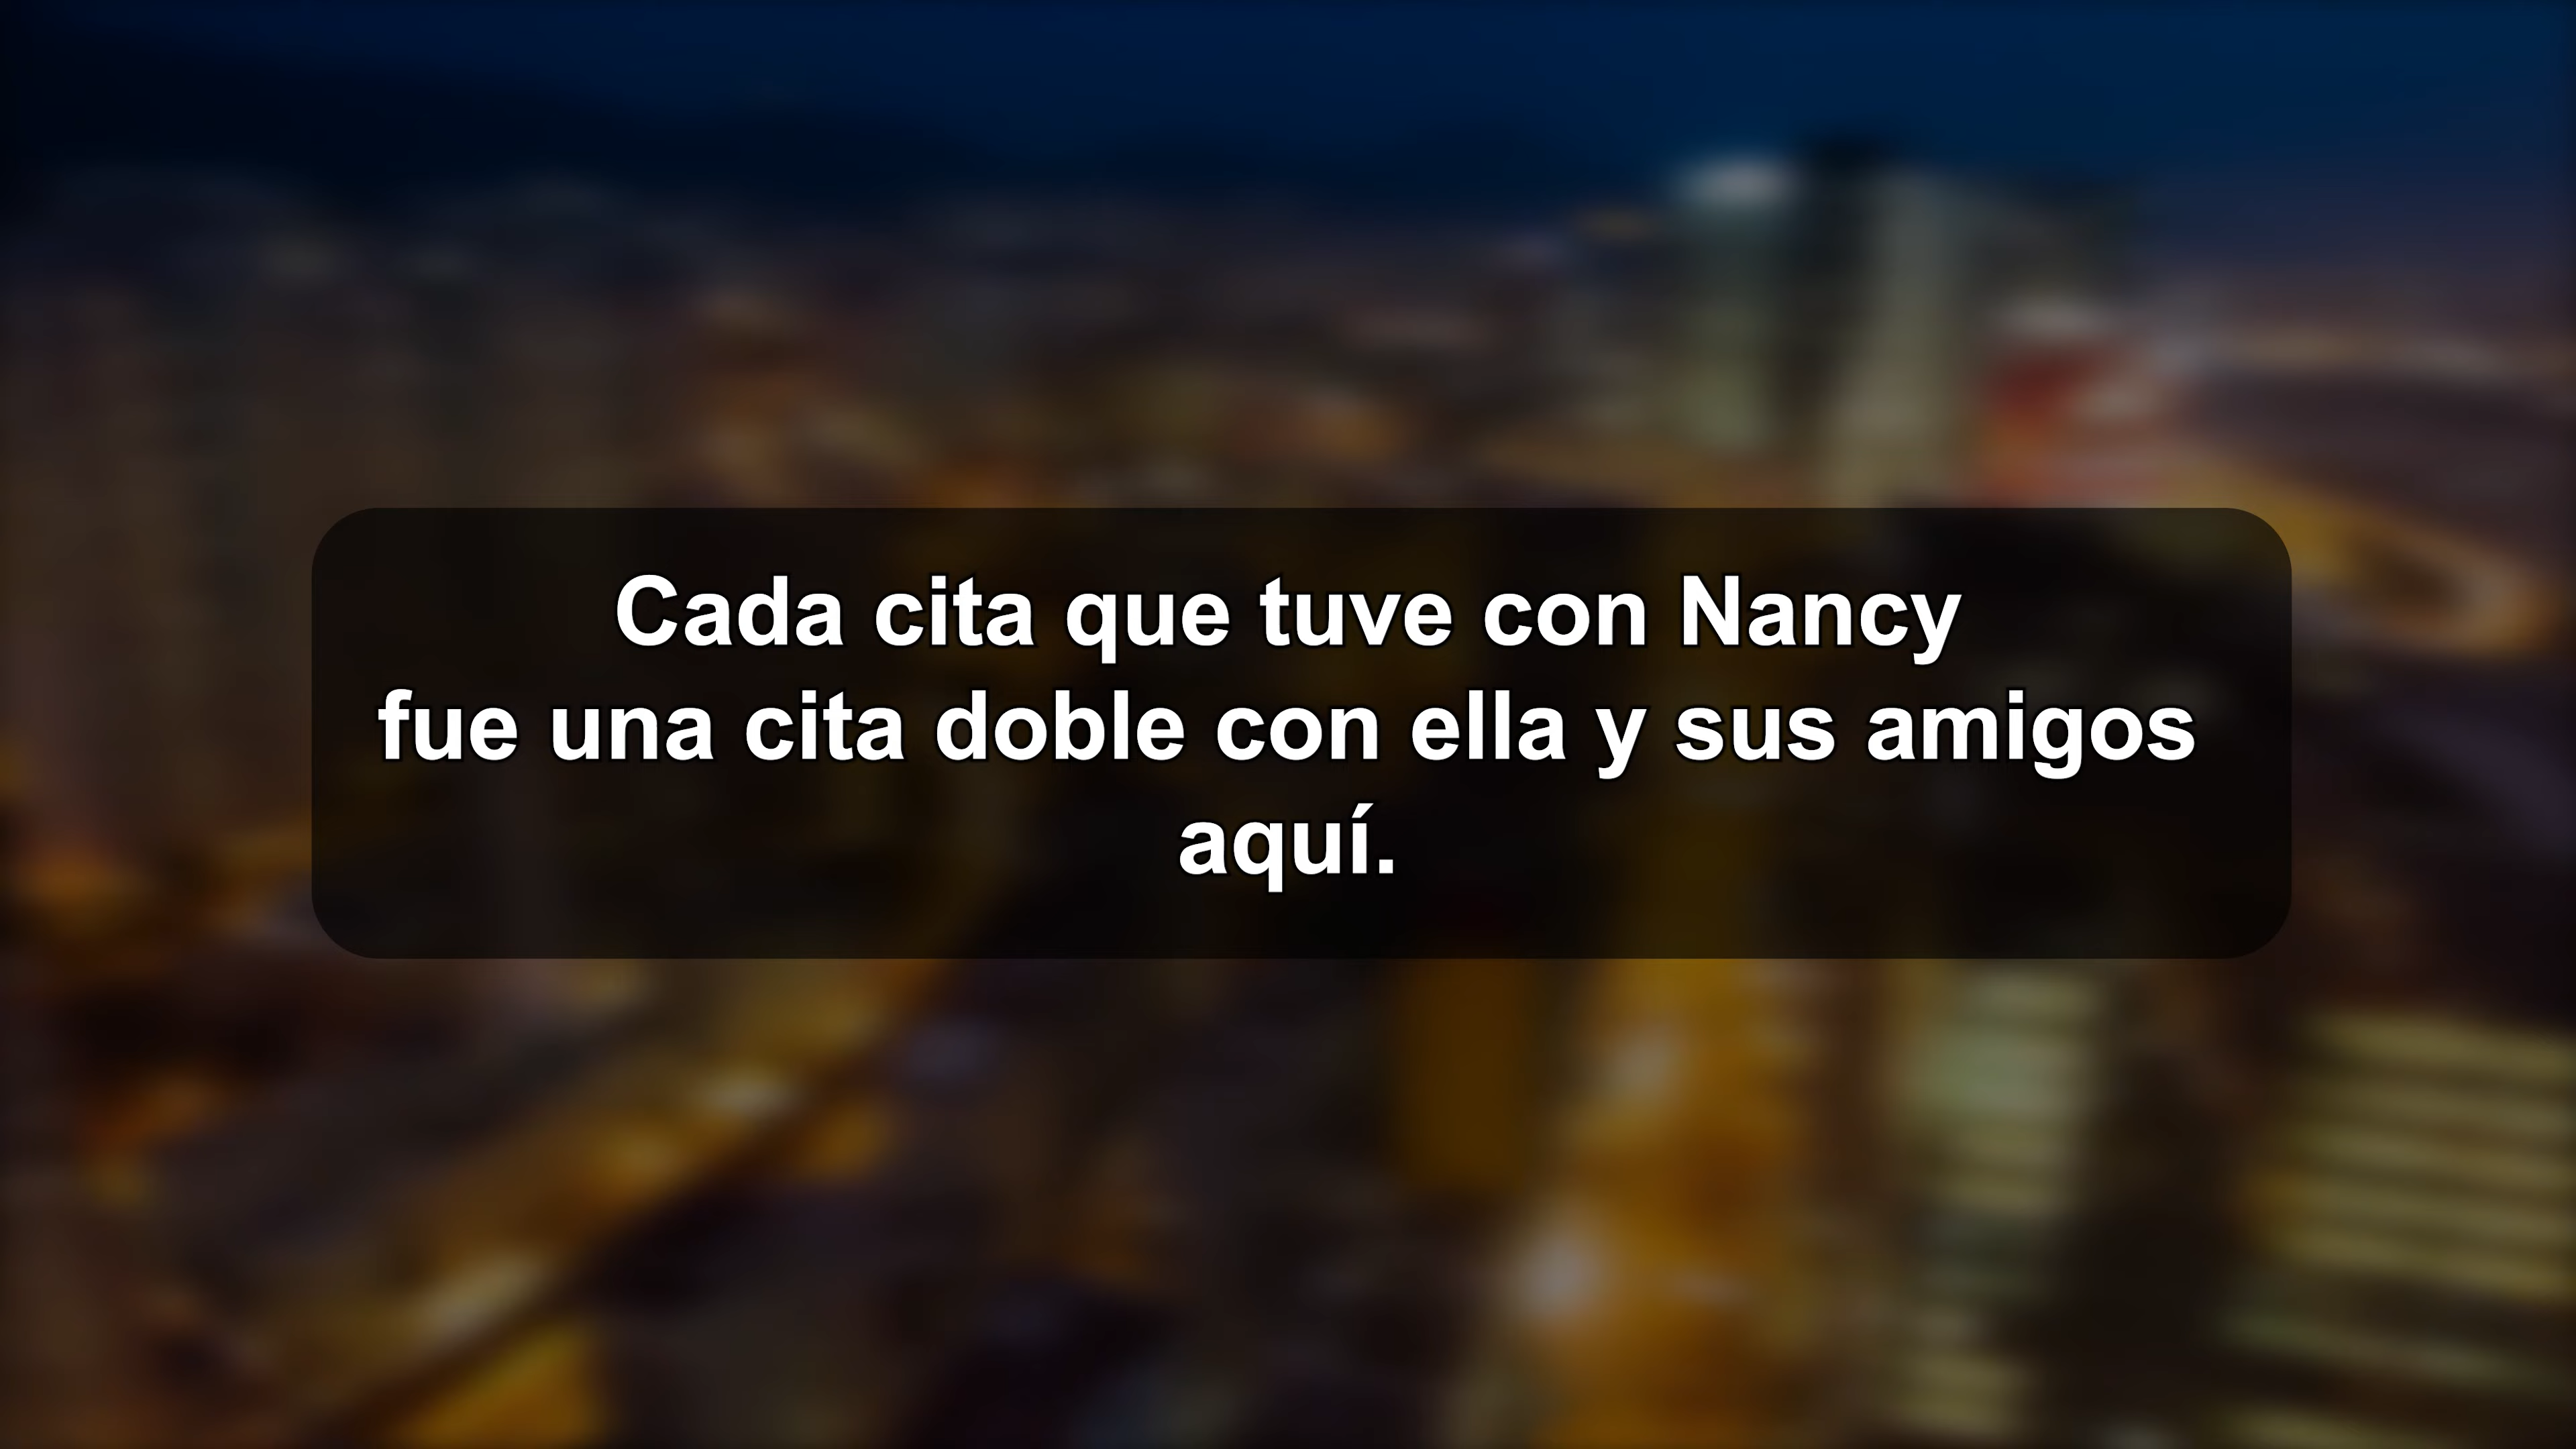 Cada cita que tuve con Nancy
fue una cita doble con ella y sus amigos
aquí.